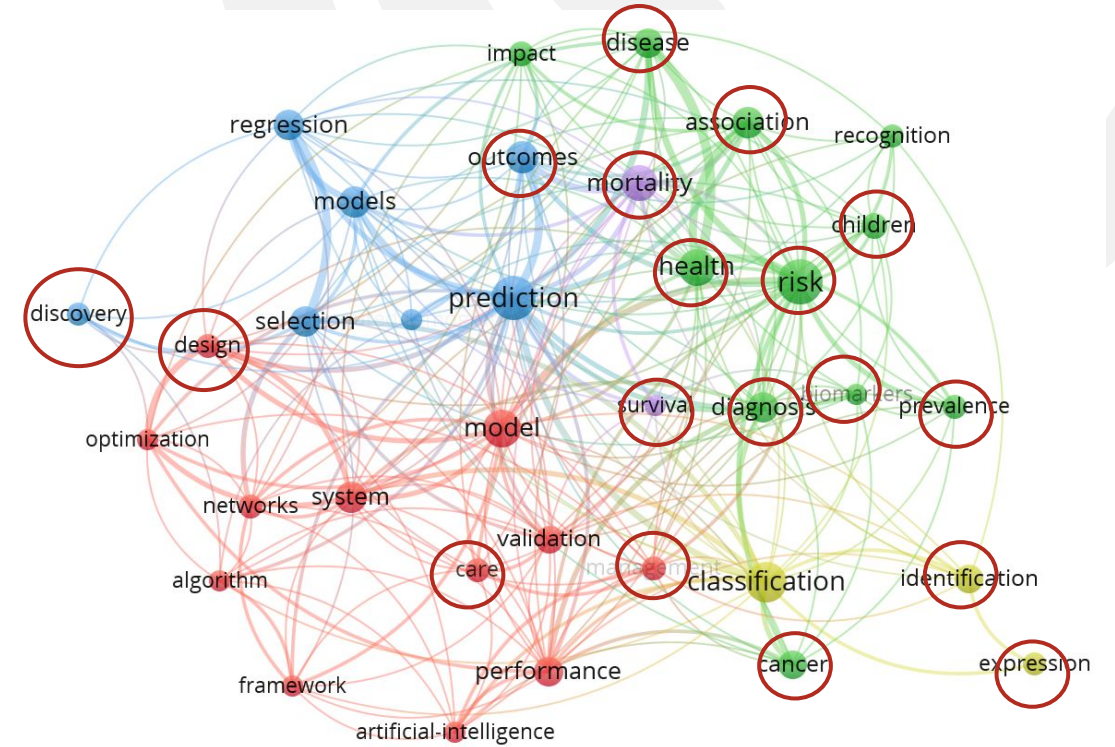 disease
impact
association
regression
recognition
outcomes
mortality
models
children
health
risk
prediction
discovery
selection
design
biomarkers
survival
diagnosis
prevalence
model
optimization
system
networks
validation
care
management
algorithm
classification
identification
cancer
expression
performance
framework
artificial-intelligence